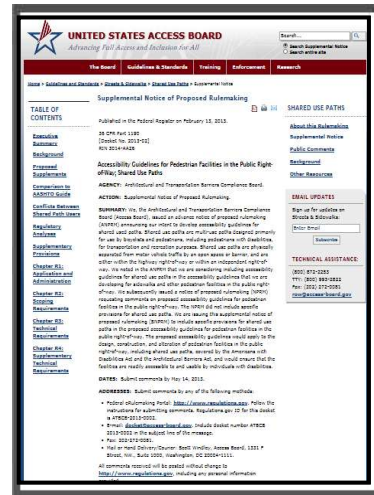 UNITED STATES ACCESS BOARD
Advancing Full Access and Inclusion for All
Search...
Search Supplemental Notice
Search entire site
The Board
Guidelines & Standards
Training
Enforcement
Research
Home > Guidelines and Standards > Streets & Sidewalks > Shared Use Paths > Supplemental Notice
TABLE OF
CONTENTS
Executive
Summary
Background
Proposed
Supplements
Comparison to
AASHTO Guide
Conflicts Between
Shared Path Users
Regulatory
Analyses
Supplementary
Provisions
Chapter R1:
Application and
Administration
Chapter R2:
Scoping
Requirements
Chapter R3:
Technical
Requirements
Chapter R4:
Supplementary
Technical
Requirements
Supplemental Notice of Proposed Rulemaking
Published in the Federal Register on February 13, 2013.
36 CFR Part 1190
[Docket No. 2013-02]
RIN 3014-AA28
Accessibility Guidelines for Pedestrian Facilities in the Public Right-
of-Way; Shared Use Paths
AGENCY: Architectural and Transportation Barriers Compliance Board.
ACTION: Supplemental Notice of Proposed Rulemaking.
SUMMARY: We, the Architectural and Transportation Barriers Compliance
Board (Access Board), issued an advance notice of proposed rulemaking
(ANPRM) announcing our intent to develop accessibility guidelines for
shared used paths. Shared use paths are multi-use paths designed primarily
for use by bicyclists and pedestrians, including pedestrians with disabilities,
for transportation and recreation purposes. Shared use paths are physically
separated from motor vehicle traffic by an open space or barrier, and are
either within the highway right-of-way or within an independent right-of-
way. We noted in the ANPRM that we are considering including accessibility
guidelines for shared use paths in the accessibility guidelines that we are
developing for sidewalks and other pedestrian facilities in the public right-
of-way. We subsequently issued a notice of proposed rulemaking (NPRM)
requesting comments on proposed accessibility guidelines for pedestrian
facilities in the public right-of-way. The NPRM did not include specific
provisions for shared use paths. We are issuing this supplemental notice of
proposed rulemaking (SNPRM) to include specific provisions for shared use
paths in the proposed accessibility guidelines for pedestrian facilities in the
public right-of-way. The proposed accessibility guidelines would apply to the
design, construction, and alteration of pedestrian facilities in the public
right-of-way, including shared use paths, covered by the Americans with
Disabilities Act and the Architectural Barriers Act, and would ensure that the
facilities are readily accessible to and usable by individuals with disabilities.
DATES: Submit comments by May 14, 2013.
ADDRESSES: Submit comments by any of the following methods:
• Federal eRulemaking Portal: http://www.regulations.gov. Follow the
instructions for submitting comments. Regulations.gov ID for this docket
is ATBCB-2013-0002.
• E-mail: docket@access-board.gov. Include docket number ATBCB
2013-0002 in the subject line of the message.
• Fax: 202-272-0081.
• Mail or Hand Delivery/Courier: Scott Windley, Access Board, 1331 F
Street, NW., Suite 1000, Washington, DC 20004-1111.
All comments received will be posted without change to
http://www.regulations.gov, including any personal information
SHARED USE PATHS
About this Rulemaking
Supplemental Notice
Public Comments
Background
Other Resources
EMAIL UPDATES
Sign up for updates on
Streets & Sidewalks:
Enter Email
Subscribe
TECHNICAL ASSISTANCE:
(800) 872-2253
TTY: (800) 993-2822
Fax: (202) 272-0081
row@access-board.gov